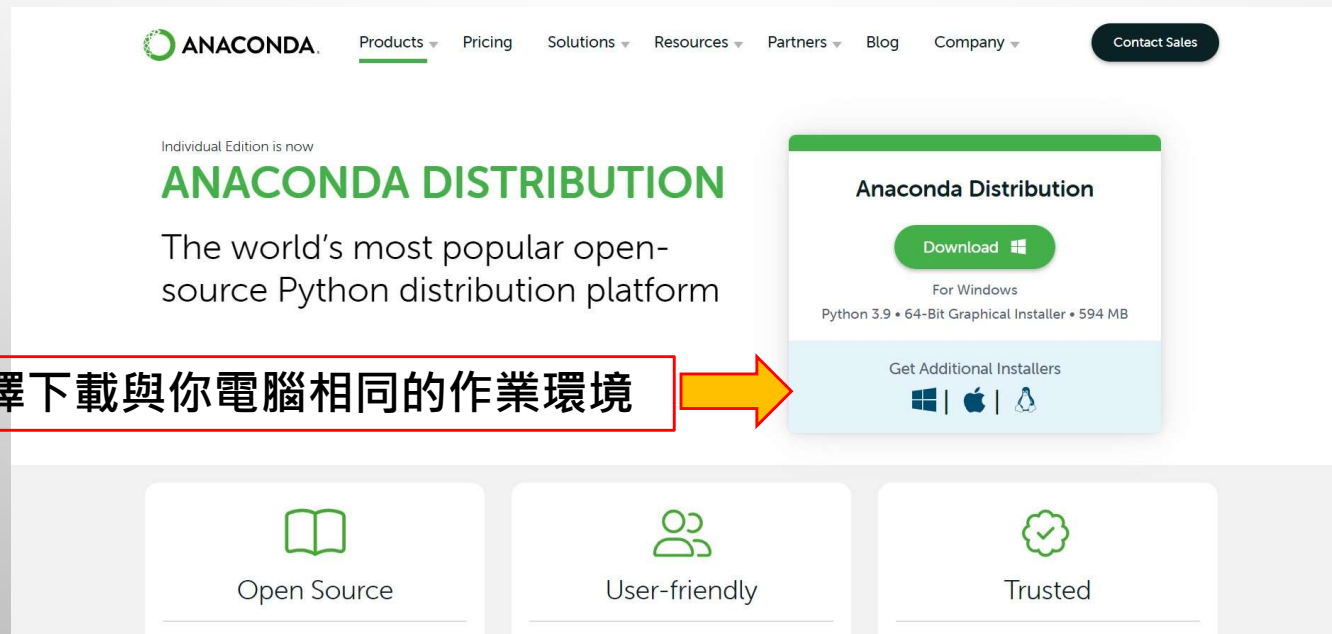 ANACONDA.
Products Pricing Solutions Resources Partners Blog Company Contact Sales
Individual Edition is now
ANACONDA DISTRIBUTION
The world's most popular open-
source Python distribution platform
Anaconda Distribution
Download
For Windows
Python 3.9 • 64-Bit Graphical Installer • 594 MB
Get Additional Installers
擇下載與你電腦相同的作業環境
Open Source User-friendly Trusted